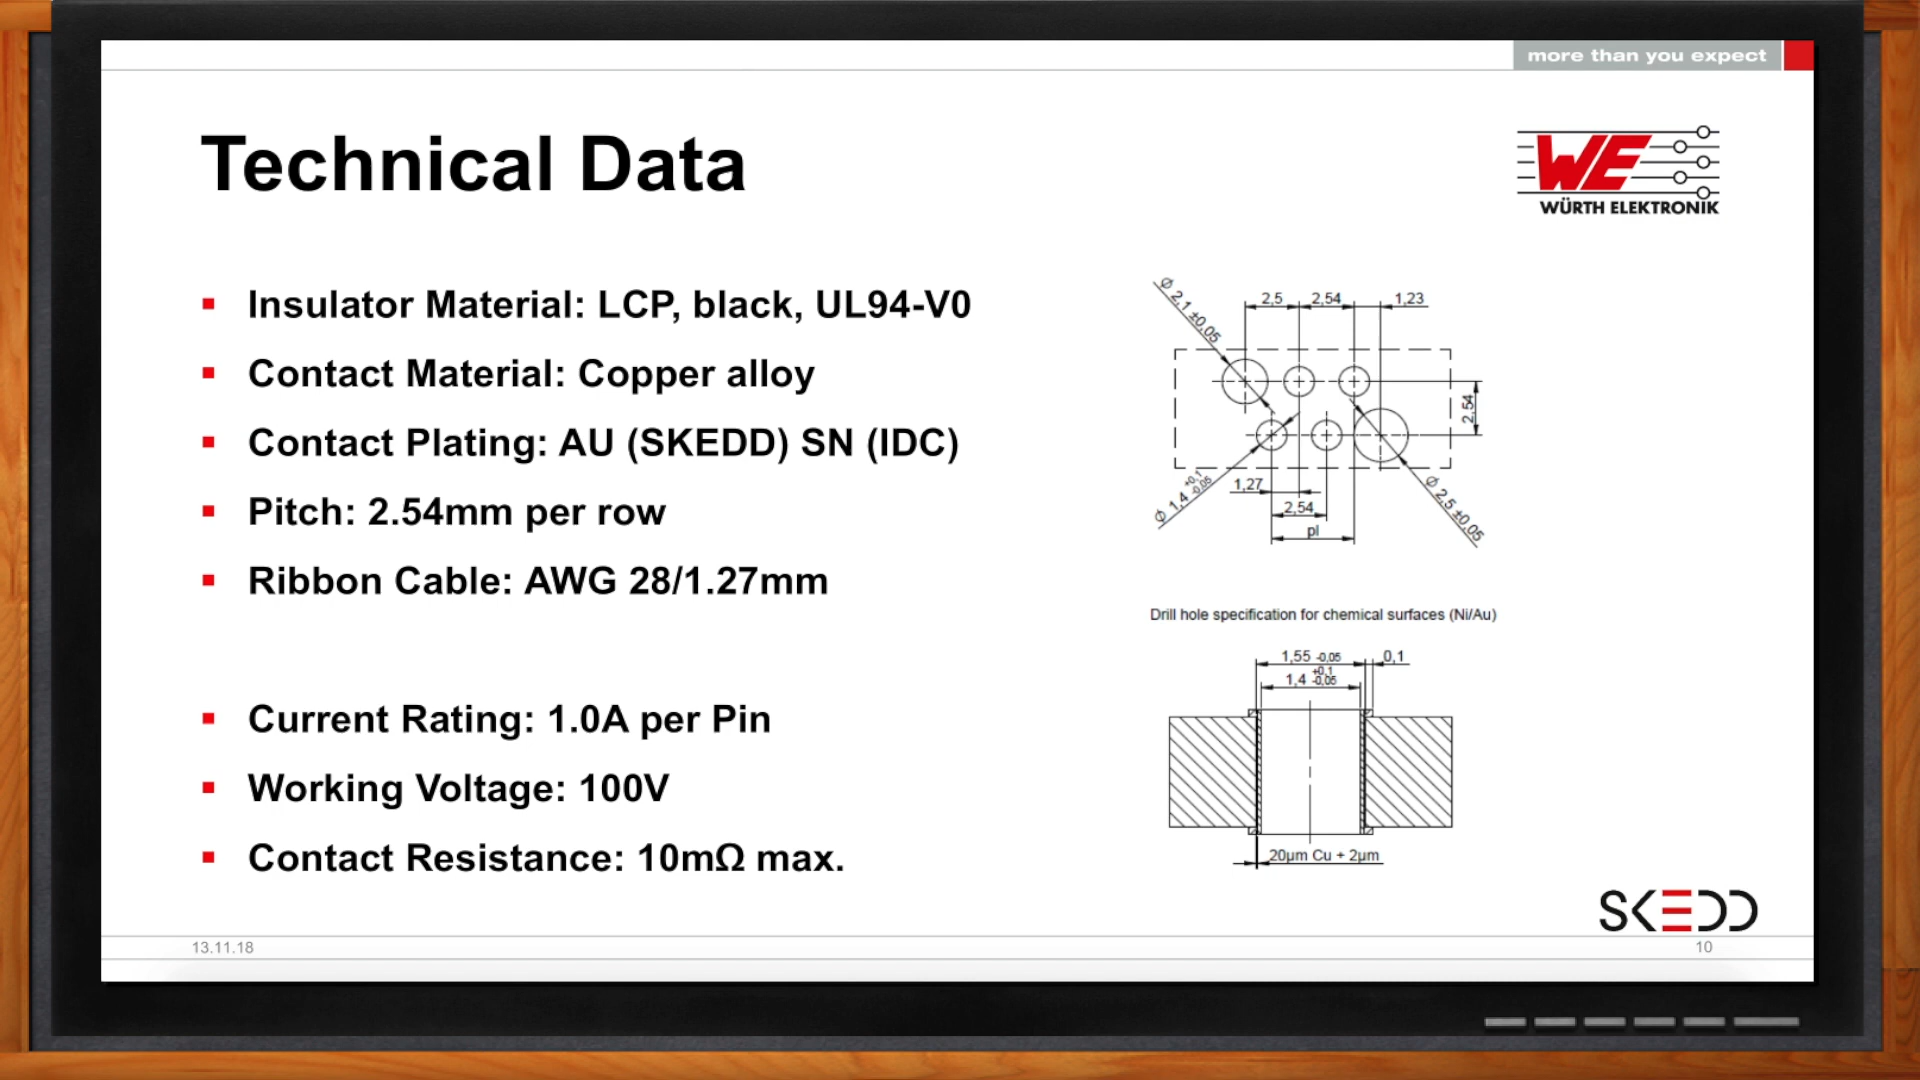 more than you expect
Technical Data
WE
WÜRTH ELEKTRONIK
Insulator Material: LCP, black, UL94-V0
Contact Material: Copper alloy
Contact Plating: AU (SKEDD) SN (IDC)
Pitch: 2.54mm per row
Ribbon Cable: AWG 28/1.27mm
Current Rating: 1.0A per Pin
Working Voltage: 100V
Contact Resistance: 10mΩ max.
Ø 2,1 ±0,05
2,5 2,54 1,23
2,54
1,27
2,54
pl
Ø 1,4 +0,1 -0,05
Ø 2,5 ±0,05
Drill hole specification for chemical surfaces (Ni/Au)
1,55 -0,05 0,1
1,4 +0,1 -0,05
20µm Cu + 2µm
SKEDD
13.11.18 10